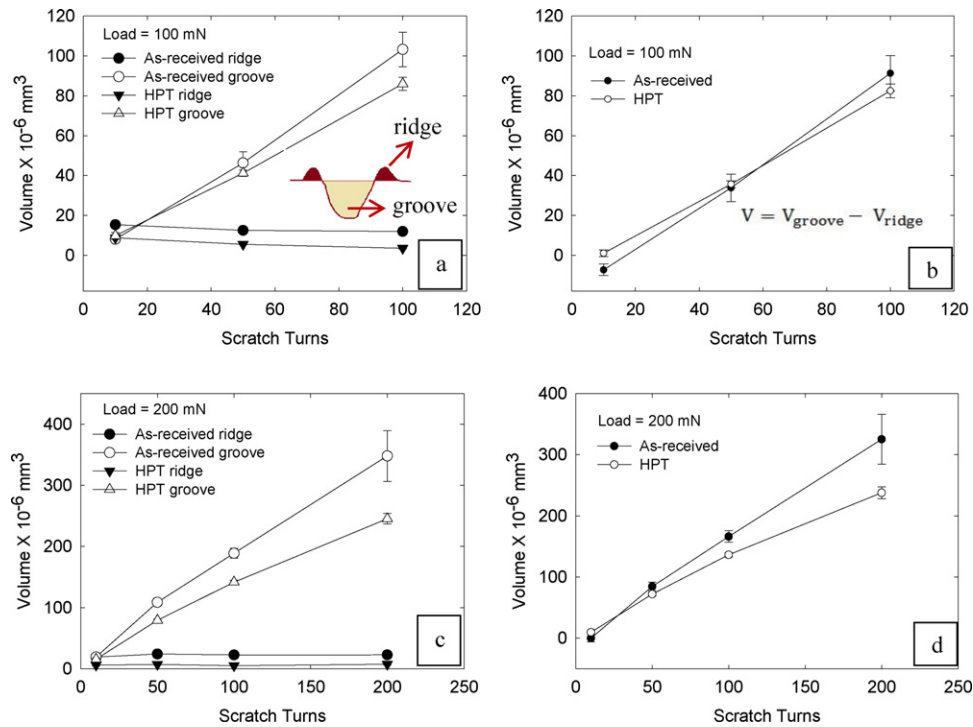 Load = 100 mN
As-received ridge
As-received groove
HPT ridge
HPT groove
ridge
groove
a
120
100
80
60
40
20
0
Volume X 10⁻⁶ mm³
0 20 40 60 80 100 120
Scratch Turns
Load = 100 mN
As-received
HPT
V = V_groove − V_ridge
b
120
100
80
60
40
20
0
Volume X 10⁻⁶ mm³
0 20 40 60 80 100 120
Scratch Turns
Load = 200 mN
As-received ridge
As-received groove
HPT ridge
HPT groove
c
400
300
200
100
0
Volume X 10⁻⁶ mm³
0 50 100 150 200 250
Scratch Turns
Load = 200 mN
As-received
HPT
d
400
300
200
100
0
Volume X 10⁻⁶ mm³
0 50 100 150 200 250
Scratch Turns